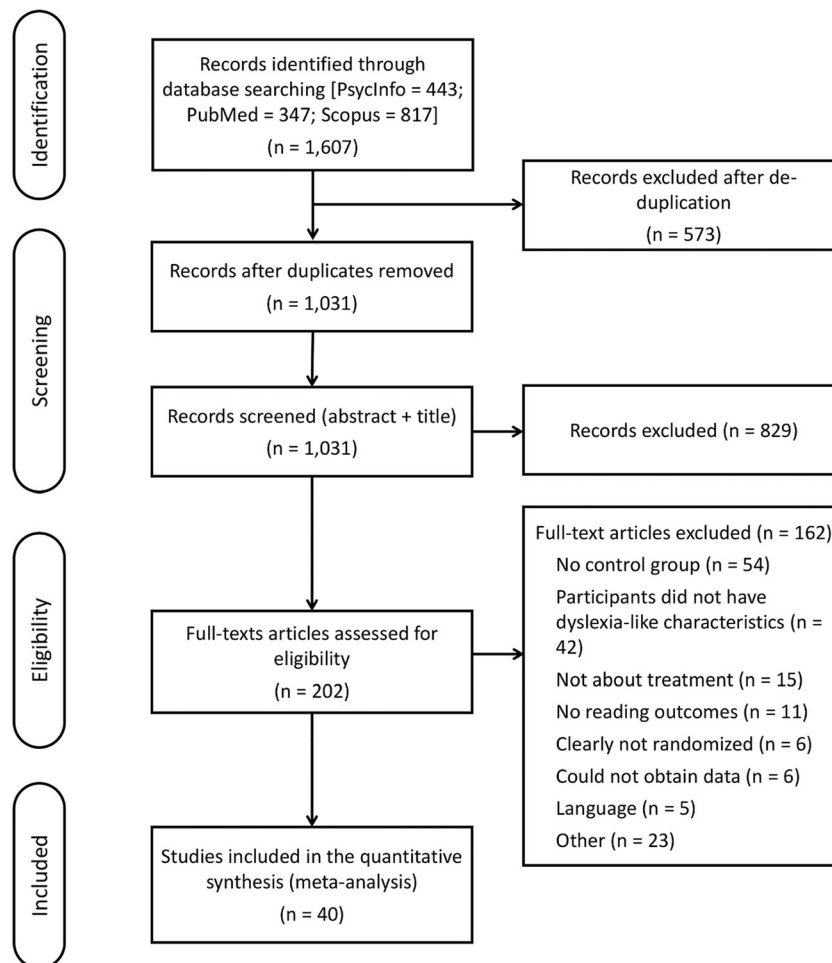 Identification
Records identified through
database searching [PsycInfo = 443;
PubMed = 347; Scopus = 817]
(n = 1,607)
Records excluded after de-
duplication
(n = 573)
Screening
Records after duplicates removed
(n = 1,031)
Records screened (abstract + title)
(n = 1,031)
Records excluded (n = 829)
Eligibility
Full-texts articles assessed for
eligibility
(n = 202)
Full-text articles excluded (n = 162)
No control group (n = 54)
Participants did not have
dyslexia-like characteristics (n =
42)
Not about treatment (n = 15)
No reading outcomes (n = 11)
Clearly not randomized (n = 6)
Could not obtain data (n = 6)
Language (n = 5)
Other (n = 23)
Included
Studies included in the quantitative
synthesis (meta-analysis)
(n = 40)